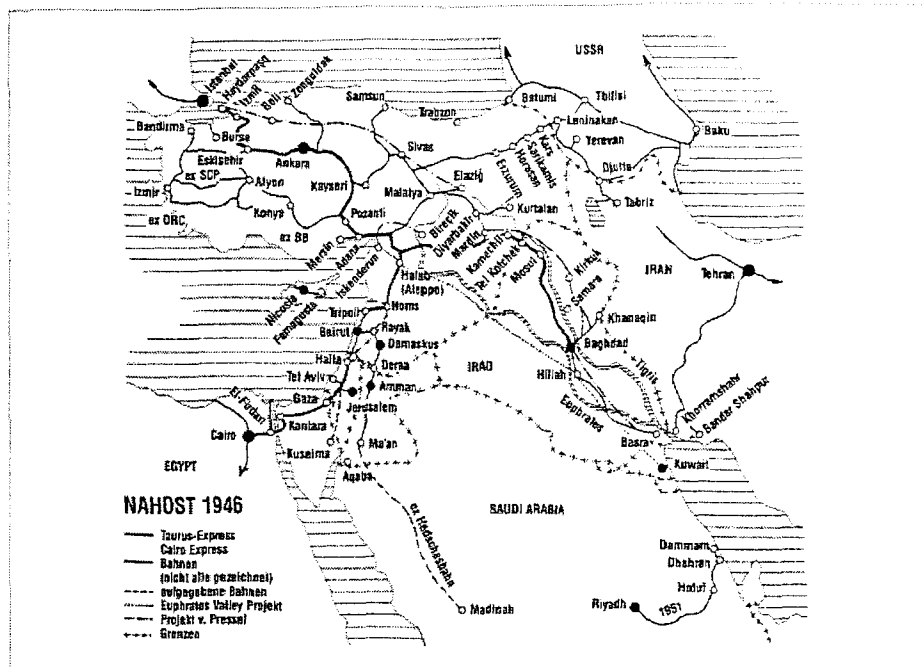 USSR
Istanbul
Haydarpaşa
Izmit
Boli
Zonguldak
Samsun
Trabzon
Batumi
Tbilisi
Leninakan
Yerevan
Baku
Bandirma
Bursa
Eskisehir
Ankara
Sivas
Kars
Sarikamis
Horasan
Erzurum
Djulfa
ex SCP
Afyon
Kayseri
Malatya
Elazig
Izmir
Konya
Pozanti
Kurtalan
Tabriz
ex ORC
ex BB
Mersin
Adana
Iskenderun
Bireçik
Diyarbakir
Mardin
Kamechli
Tel Kotchek
Mosul
Kirkuk
IRAN
Tehran
Nicosia
Famagusta
Halab
(Aleppo)
Samara
Tripoli
Homs
Khanaqin
Beirut
Rayak
Damaskus
Baghdad
Haifa
Deraa
IRAQ
Tigris
Tel Aviv
Amman
Hillah
Gaza
Jerusalem
Euphrates
Khorramshahr
Bandar Shahpur
Kantara
Cairo
Kuseima
Ma'an
Basra
EGYPT
Aqaba
Kuwait
NAHOST 1946
SAUDI ARABIA
ex Hedschasbahn
Taurus-Express
Cairo Express
Bahnen
(nicht alle gezeichnet)
aufgegebene Bahnen
Euphrates Valley Projekt
Projekt v. Pressel
Grenzen
Madinah
Dammam
Dhahran
Hofuf
Riyadh
1951